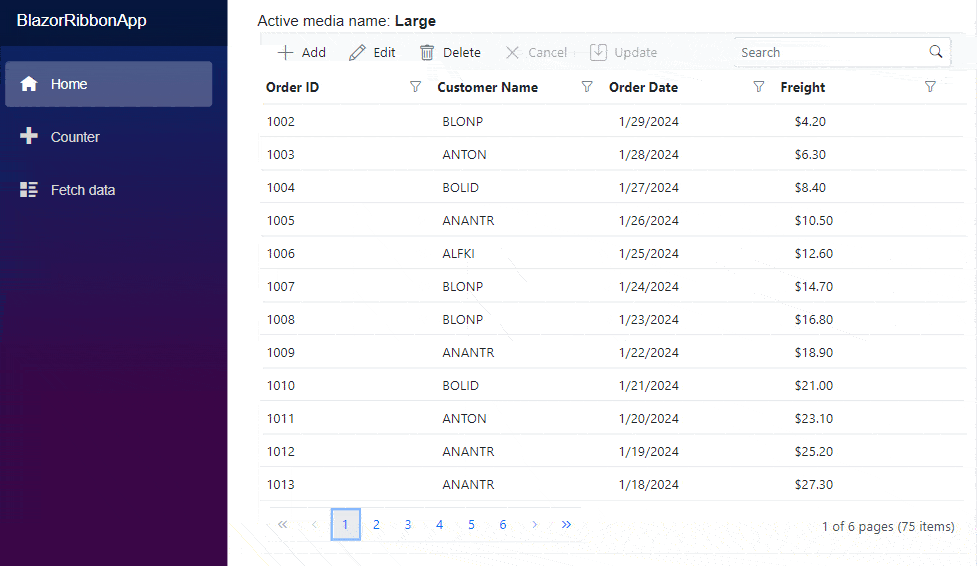 BlazorRibbonApp
Home
Counter
Fetch data
Active media name: Large
Add Edit Delete Cancel Update Search
Order ID Customer Name Order Date Freight
1002 BLONP 1/29/2024 $4.20
1003 ANTON 1/28/2024 $6.30
1004 BOLID 1/27/2024 $8.40
1005 ANANTR 1/26/2024 $10.50
1006 ALFKI 1/25/2024 $12.60
1007 BLONP 1/24/2024 $14.70
1008 BLONP 1/23/2024 $16.80
1009 ANANTR 1/22/2024 $18.90
1010 BOLID 1/21/2024 $21.00
1011 ANTON 1/20/2024 $23.10
1012 ANANTR 1/19/2024 $25.20
1013 ANANTR 1/18/2024 $27.30
1 2 3 4 5 6 1 of 6 pages (75 items)